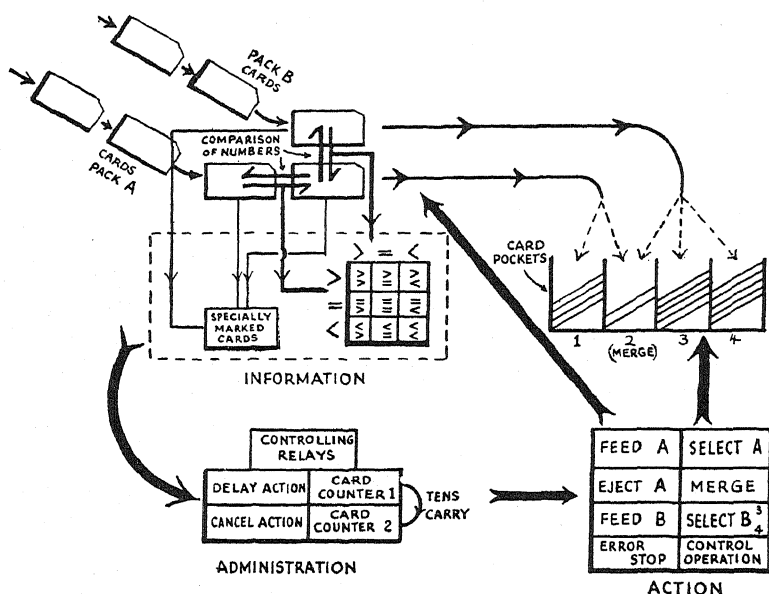 PACK B
CARDS
CARDS
PACK A
COMPARISON
OF NUMBERS
> = <
>
=
<
SPECIALLY
MARKED
CARDS
INFORMATION
CARD
POCKETS
1 2 3 4
(MERGE)
CONTROLLING
RELAYS
DELAY ACTION
CARD
COUNTER 1
CANCEL ACTION
CARD
COUNTER 2
TENS
CARRY
ADMINISTRATION
FEED A
SELECT A
EJECT A
MERGE
FEED B
SELECT B 3
4
ERROR
STOP
CONTROL
OPERATION
ACTION